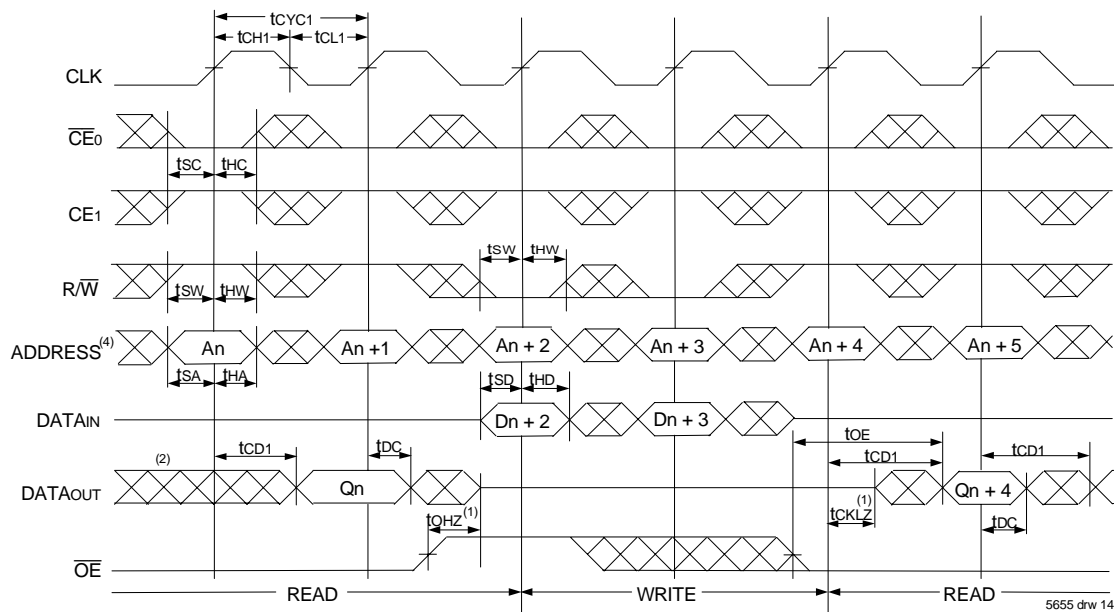 tCYC1
tCH1 tCL1
CLK
CE0
tSC tHC
CE1
tSW tHW
R/W
tSW tHW
ADDRESS(4) An An +1 An + 2 An + 3 An + 4 An + 5
tSA tHA
tSD tHD
DATAIN Dn + 2 Dn + 3
tOE
tCD1 tDC tCD1 tCD1
(2)
DATAOUT Qn Qn + 4
tOHZ(1) tCKLZ(1) tDC
OE
READ WRITE READ
5655 drw 14